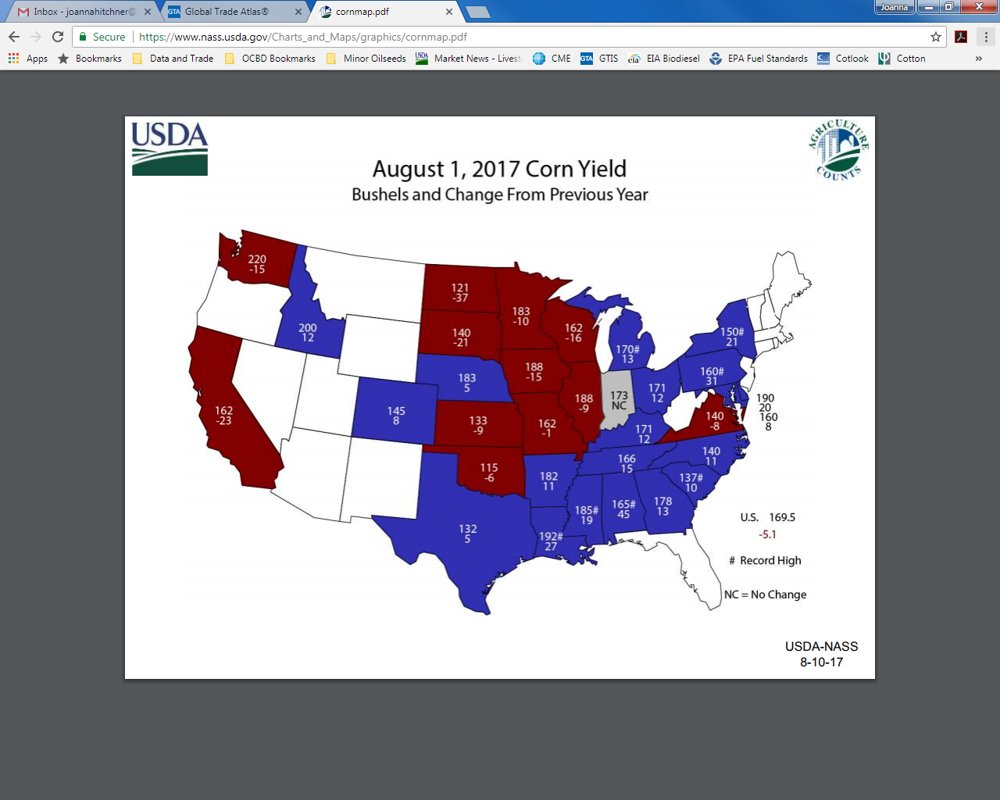 Inbox - joannahitchner@
Global Trade Atlas®
cornmap.pdf
Joanna
Secure
https://www.nass.usda.gov/Charts_and_Maps/graphics/cornmap.pdf
Apps
Bookmarks
Data and Trade
OCBD Bookmarks
Minor Oilseeds
Market News - Livest
CME
GTIS
EIA Biodiesel
EPA Fuel Standards
Cotlook
Cotton
»
USDA
AGRICULTURE
COUNTS
August 1, 2017 Corn Yield
Bushels and Change From Previous Year
220
-15
200
12
162
-23
121
-37
140
-21
183
5
145
8
133
-9
115
-6
132
5
183
-10
188
-15
162
-1
182
11
192#
27
162
-16
188
-9
170#
13
173
NC
171
12
171
12
166
15
185#
19
165#
45
178
13
137#
10
140
11
140
-8
160#
31
150#
21
190
20
160
8
U.S. 169.5
-5.1
# Record High
NC = No Change
USDA-NASS
8-10-17